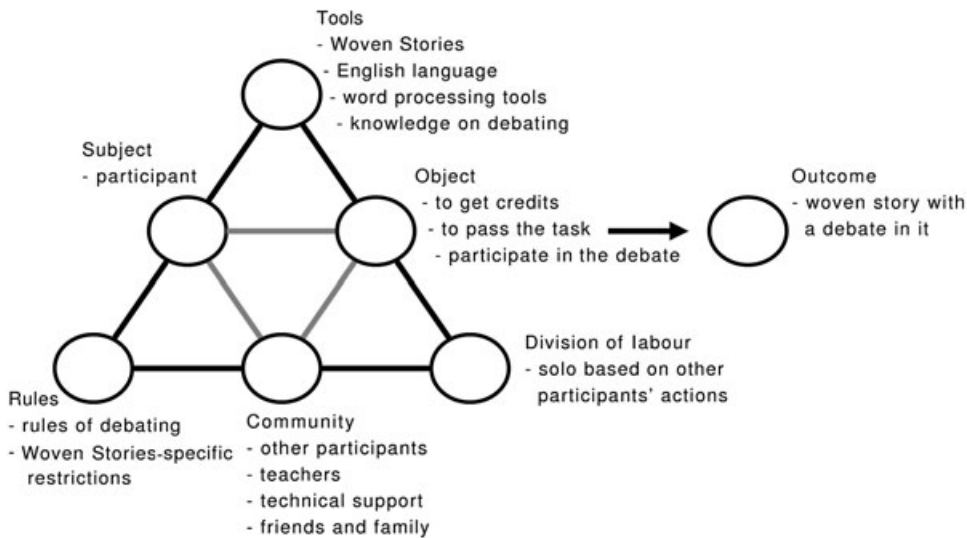 Tools
- Woven Stories
- English language
- word processing tools
- knowledge on debating
Subject
- participant
Object
- to get credits
- to pass the task
- participate in the debate
Outcome
- woven story with
a debate in it
Division of labour
- solo based on other
participants' actions
Rules
- rules of debating
- Woven Stories-specific
restrictions
Community
- other participants
- teachers
- technical support
- friends and family